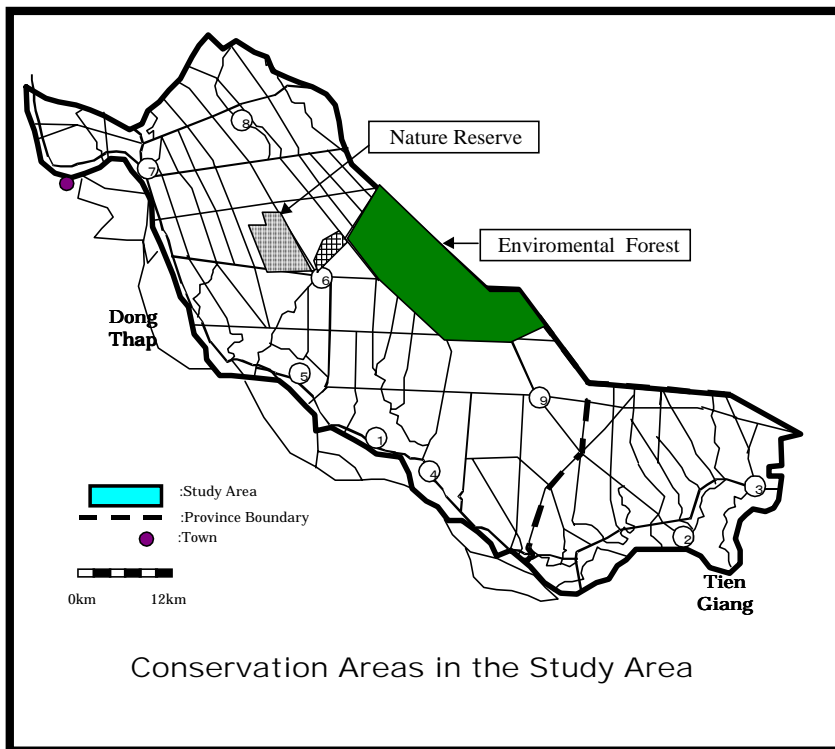 8
Nature Reserve
7
Enviromental Forest
6
Dong
Thap
5
9
1
4
3
:Study Area
:Province Boundary
2
:Town
Tien
Giang
0km 12km
Conservation Areas in the Study Area